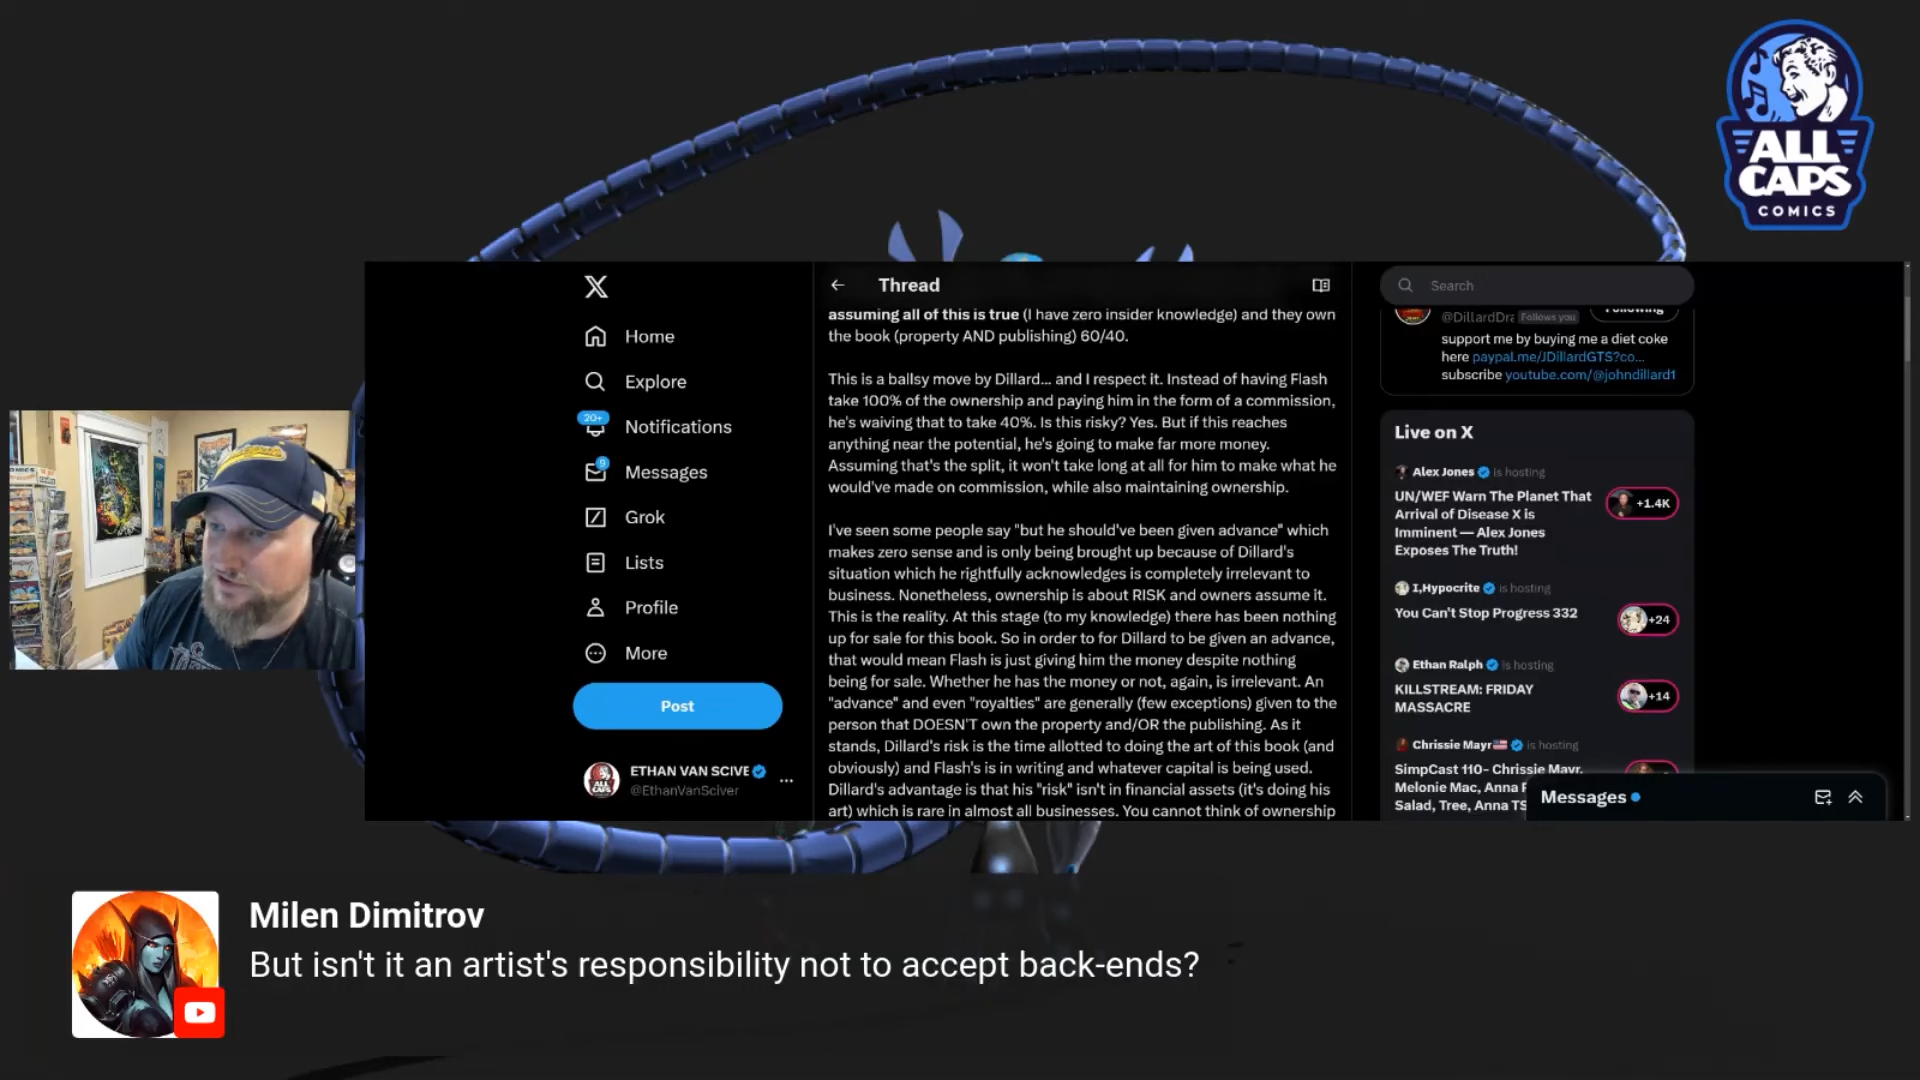 ALL
CAPS
COMICS
Thread
Search
Home
Explore
20+
Notifications
9
Messages
Grok
Lists
Profile
More
Post
ETHAN VAN SCIVE
@EthanVanSciver
assuming all of this is true (I have zero insider knowledge) and they own
the book (property AND publishing) 60/40.
This is a ballsy move by Dillard... and I respect it. Instead of having Flash
take 100% of the ownership and paying him in the form of a commission,
he's waiving that to take 40%. Is this risky? Yes. But if this reaches
anything near the potential, he's going to make far more money.
Assuming that's the split, it won't take long at all for him to make what he
would've made on commission, while also maintaining ownership.
I've seen some people say "but he should've been given advance" which
makes zero sense and is only being brought up because of Dillard's
situation which he rightfully acknowledges is completely irrelevant to
business. Nonetheless, ownership is about RISK and owners assume it.
This is the reality. At this stage (to my knowledge) there has been nothing
up for sale for this book. So in order to for Dillard to be given an advance,
that would mean Flash is just giving him the money despite nothing
being for sale. Whether he has the money or not, again, is irrelevant. An
"advance" and even "royalties" are generally (few exceptions) given to the
person that DOESN'T own the property and/OR the publishing. As it
stands, Dillard's risk is the time allotted to doing the art of this book (and
obviously) and Flash's is in writing and whatever capital is being used.
Dillard's advantage is that his "risk" isn't in financial assets (it's doing his
art) which is rare in almost all businesses. You cannot think of ownership
@DillardDra Follows you
Following
support me by buying me a diet coke
here paypal.me/JDillardGTS?co...
subscribe youtube.com/@johndillard1
Live on X
Alex Jones is hosting
UN/WEF Warn The Planet That
Arrival of Disease X is
Imminent — Alex Jones
Exposes The Truth!
+1.4K
I,Hypocrite is hosting
You Can't Stop Progress 332
+24
Ethan Ralph is hosting
KILLSTREAM: FRIDAY
MASSACRE
+14
Chrissie Mayr is hosting
SimpCast 110- Chrissie Mayr,
Melonie Mac, Anna
Salad, Tree, Anna TS
Messages
Milen Dimitrov
But isn't it an artist's responsibility not to accept back-ends?